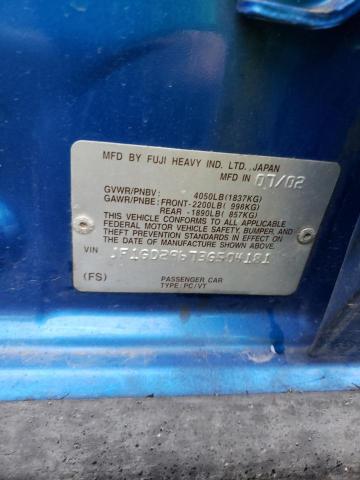 MFD BY FUJI HEAVY IND. LTD., JAPAN
MFD IN 07/02
GVWR/PNBV: 4050LB(1837KG)
GAWR/PNBE: FRONT-2200LB( 998KG)
REAR -1890LB( 857KG)
THIS VEHICLE CONFORMS TO ALL APPLICABLE
FEDERAL MOTOR VEHICLE SAFETY, BUMPER, AND
THEFT PREVENTION STANDARDS IN EFFECT
ON THE DATE OF MANUFACTURE SHOWN ABOVE.
VIN JF1GD29673G504181
(FS) PASSENGER CAR
TYPE: PC/VT